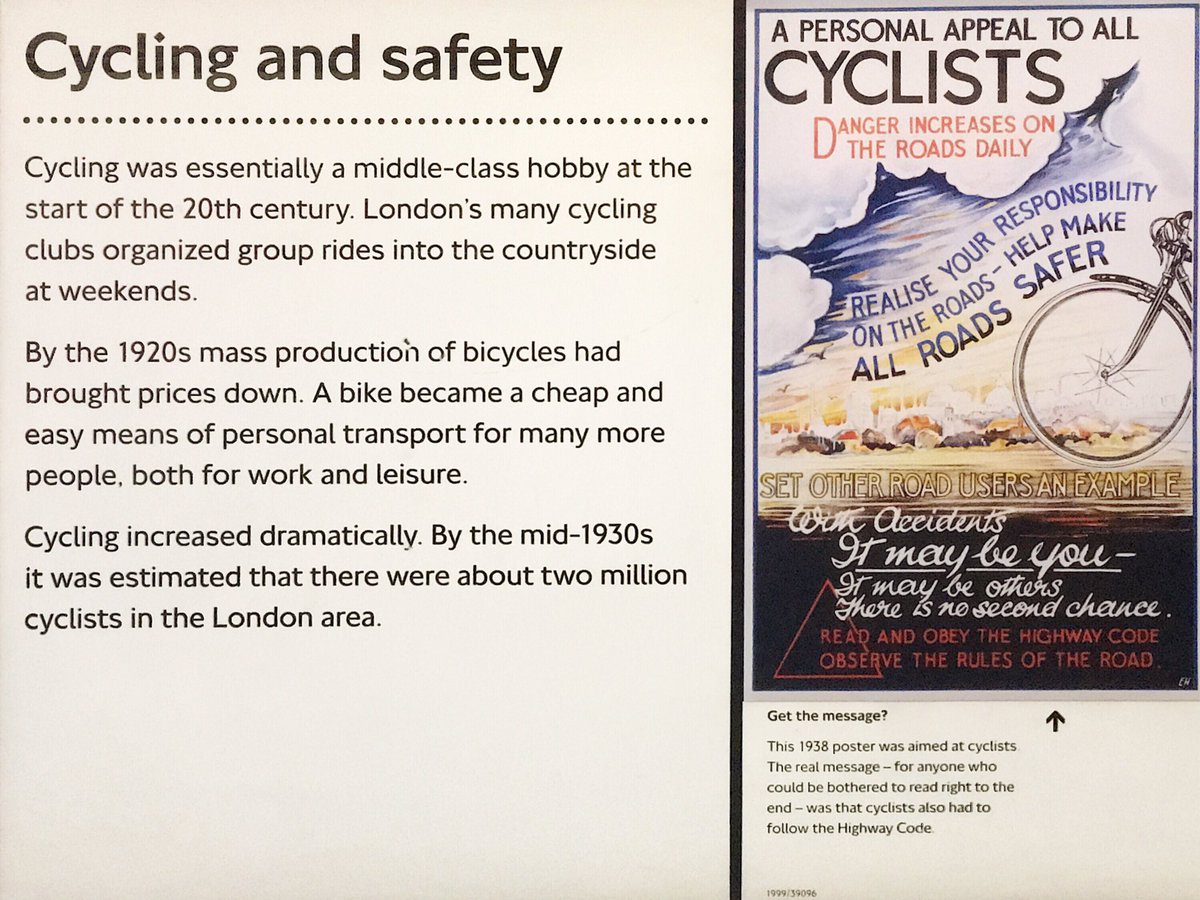 Cycling and safety
Cycling was essentially a middle-class hobby at the
start of the 20th century. London's many cycling
clubs organized group rides into the countryside
at weekends.
By the 1920s mass production of bicycles had
brought prices down. A bike became a cheap and
easy means of personal transport for many more
people, both for work and leisure.
Cycling increased dramatically. By the mid-1930s
it was estimated that there were about two million
cyclists in the London area.
A PERSONAL APPEAL TO ALL
CYCLISTS
DANGER INCREASES ON
THE ROADS DAILY
REALISE YOUR RESPONSIBILITY
ON THE ROADS – HELP MAKE
ALL ROADS SAFER
SET OTHER ROAD USERS AN EXAMPLE
With Accidents
It may be you –
It may be others
There is no second chance.
READ AND OBEY THE HIGHWAY CODE
OBSERVE THE RULES OF THE ROAD.
EH
Get the message?
This 1938 poster was aimed at cyclists.
The real message – for anyone who
could be bothered to read right to the
end – was that cyclists also had to
follow the Highway Code.
1999/39096